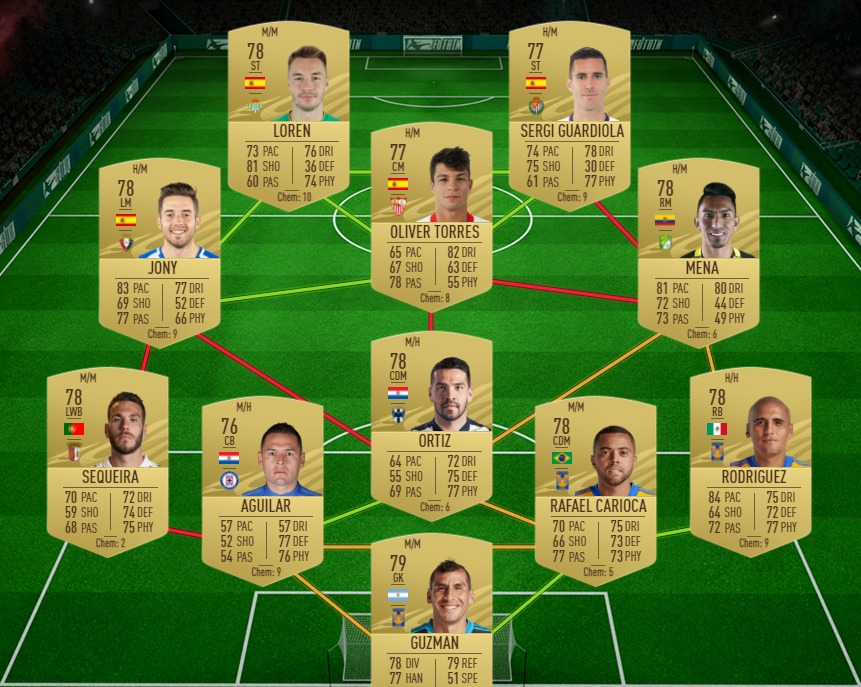 M/M
78
ST
LOREN
73 PAC 76 DRI
81 SHO 36 DEF
60 PAS 74 PHY
Chem: 10
M/M
77
ST
SERGI GUARDIOLA
74 PAC 78 DRI
75 SHO 30 DEF
61 PAS 77 PHY
Chem: 9
H/M
78
LM
JONY
83 PAC 77 DRI
69 SHO 52 DEF
77 PAS 66 PHY
Chem: 9
H/M
77
CM
OLIVER TORRES
65 PAC 82 DRI
67 SHO 63 DEF
78 PAS 55 PHY
Chem: 8
H/M
78
RM
MENA
81 PAC 80 DRI
72 SHO 44 DEF
73 PAS 49 PHY
Chem: 6
M/M
78
LWB
SEQUEIRA
70 PAC 72 DRI
59 SHO 74 DEF
68 PAS 75 PHY
Chem: 2
M/H
76
CB
AGUILAR
57 PAC 57 DRI
52 SHO 77 DEF
54 PAS 76 PHY
Chem: 9
M/H
78
CDM
ORTIZ
64 PAC 72 DRI
55 SHO 75 DEF
69 PAS 77 PHY
Chem: 6
M/M
78
CDM
RAFAEL CARIOCA
70 PAC 75 DRI
66 SHO 73 DEF
77 PAS 73 PHY
Chem: 5
H/H
78
RB
RODRIGUEZ
84 PAC 75 DRI
64 SHO 72 DEF
72 PAS 77 PHY
Chem: 9
M/M
79
GK
GUZMAN
78 DIV 79 REF
77 HAN 51 SPE